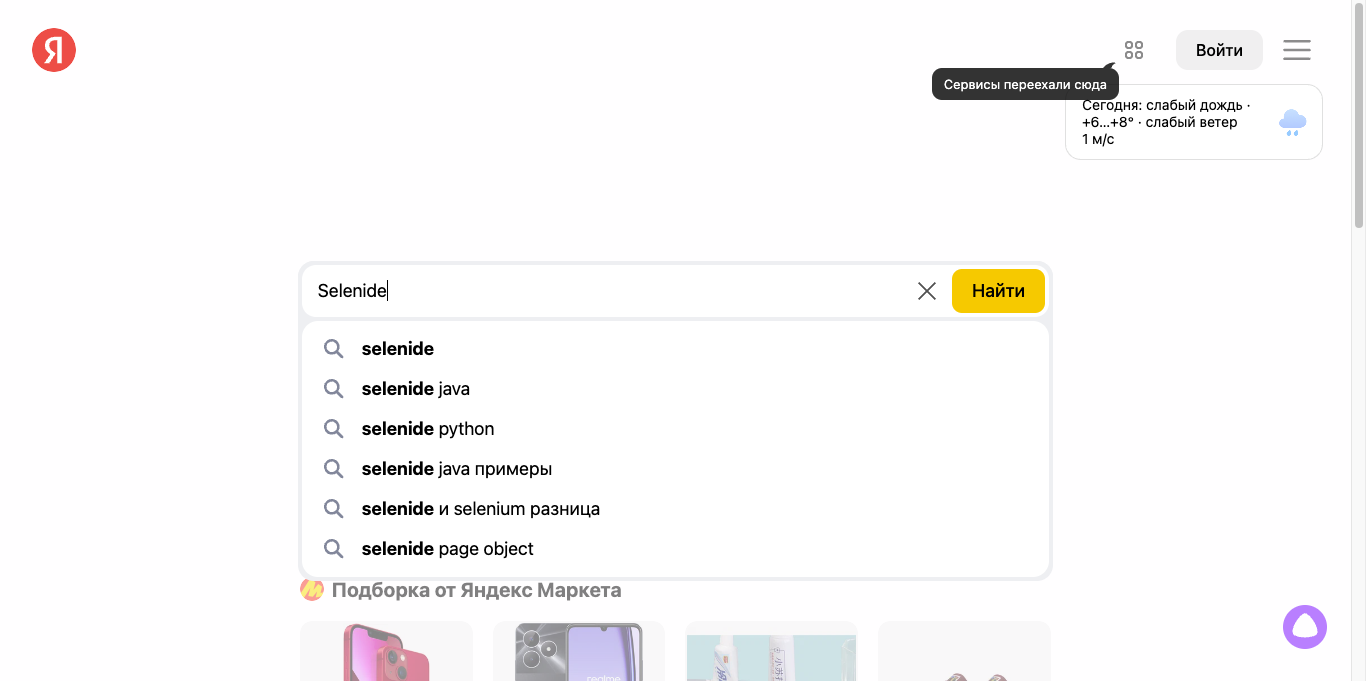 Я
Войти
Сервисы переехали сюда
Сегодня: слабый дождь ·
+6...+8° · слабый ветер
1 м/с
Selenide
Найти
selenide
selenide java
selenide python
selenide java примеры
selenide и selenium разница
selenide page object
Подборка от Яндекс Маркета
realme